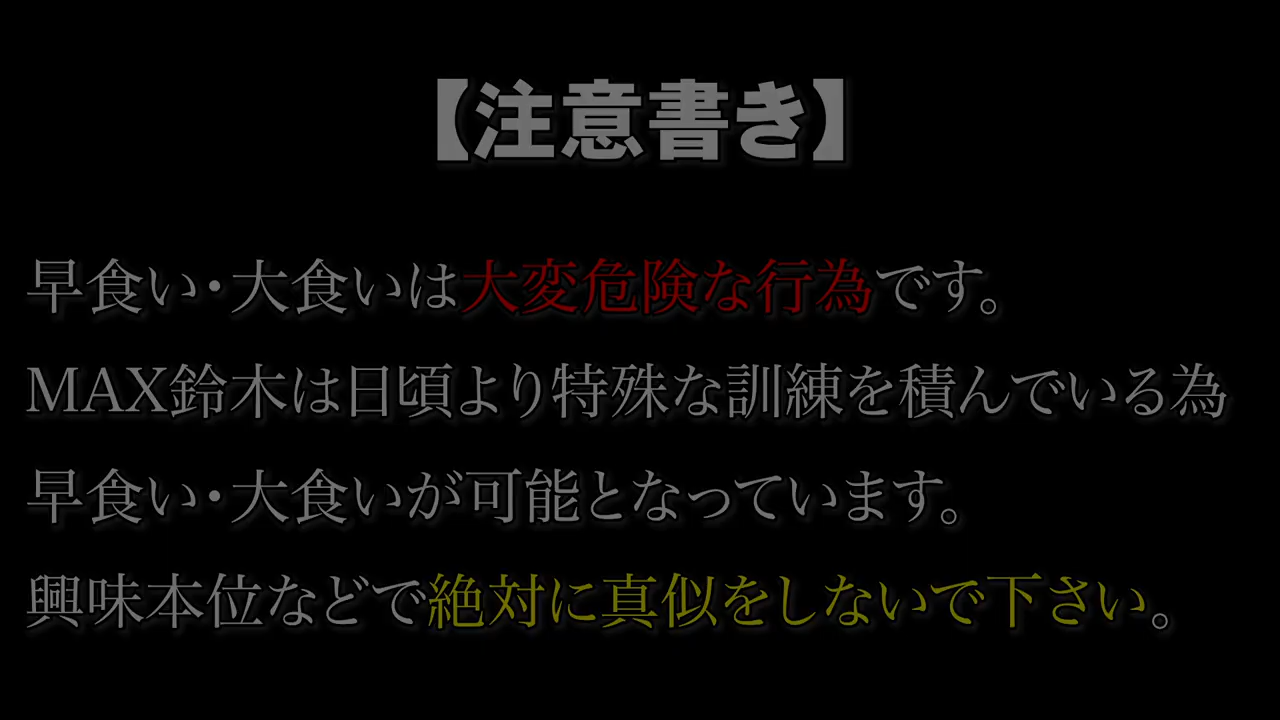 【注意書き】
早食い・大食いは大変危険な行為です。
MAX鈴木は日頃より特殊な訓練を積んでいる為
早食い・大食いが可能となっています。
興味本位などで絶対に真似をしないで下さい。